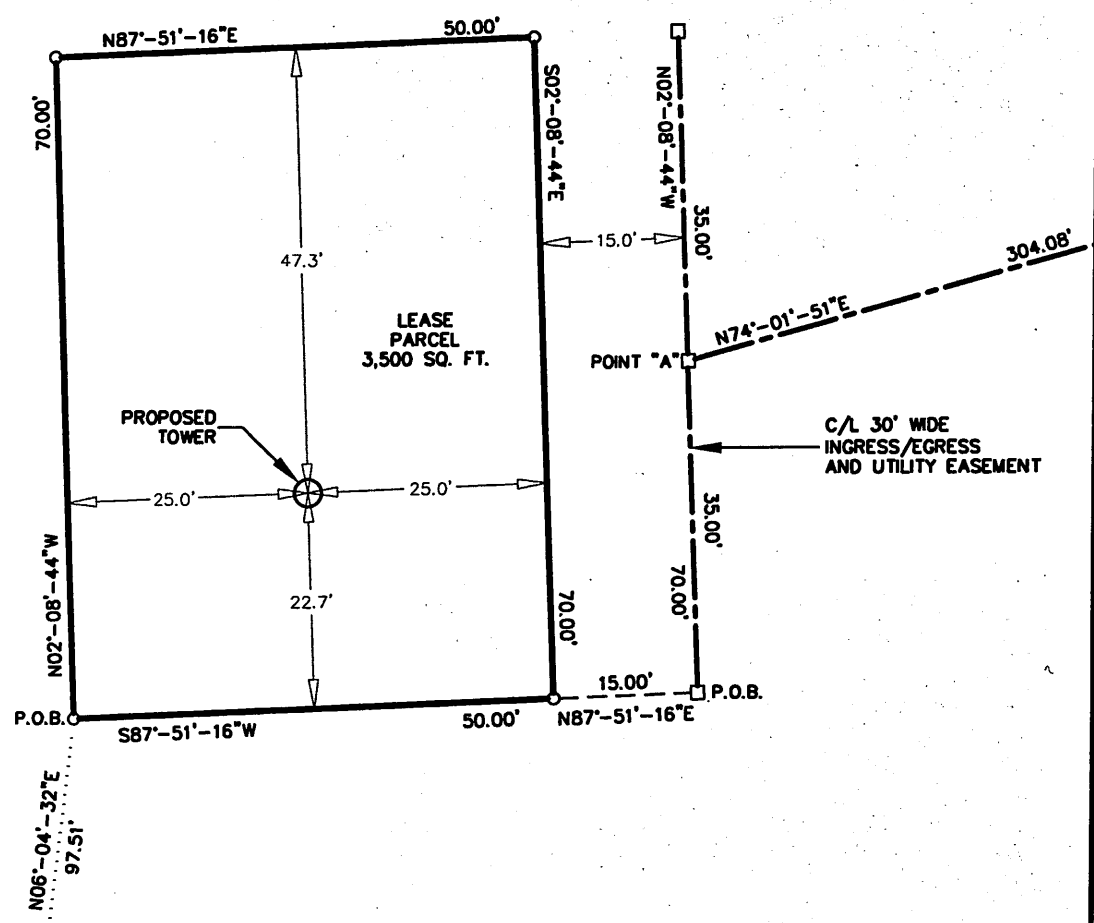 N87°-51'-16"E
50.00'
70.00'
S02°-08'-44"E
N02°-08'-44"W
35.00'
15.0'
304.08'
47.3'
N74°-01'-51"E
LEASE
PARCEL
3,500 SQ. FT.
POINT "A"
PROPOSED
TOWER
C/L 30' WIDE
INGRESS/EGRESS
AND UTILITY EASEMENT
25.0'
25.0'
35.00'
N02°-08'-44"W
22.7'
70.00'
70.00'
15.00'
P.O.B.
P.O.B.
S87°-51'-16"W
50.00'
N87°-51'-16"E
N06°-04'-32"E
97.51'